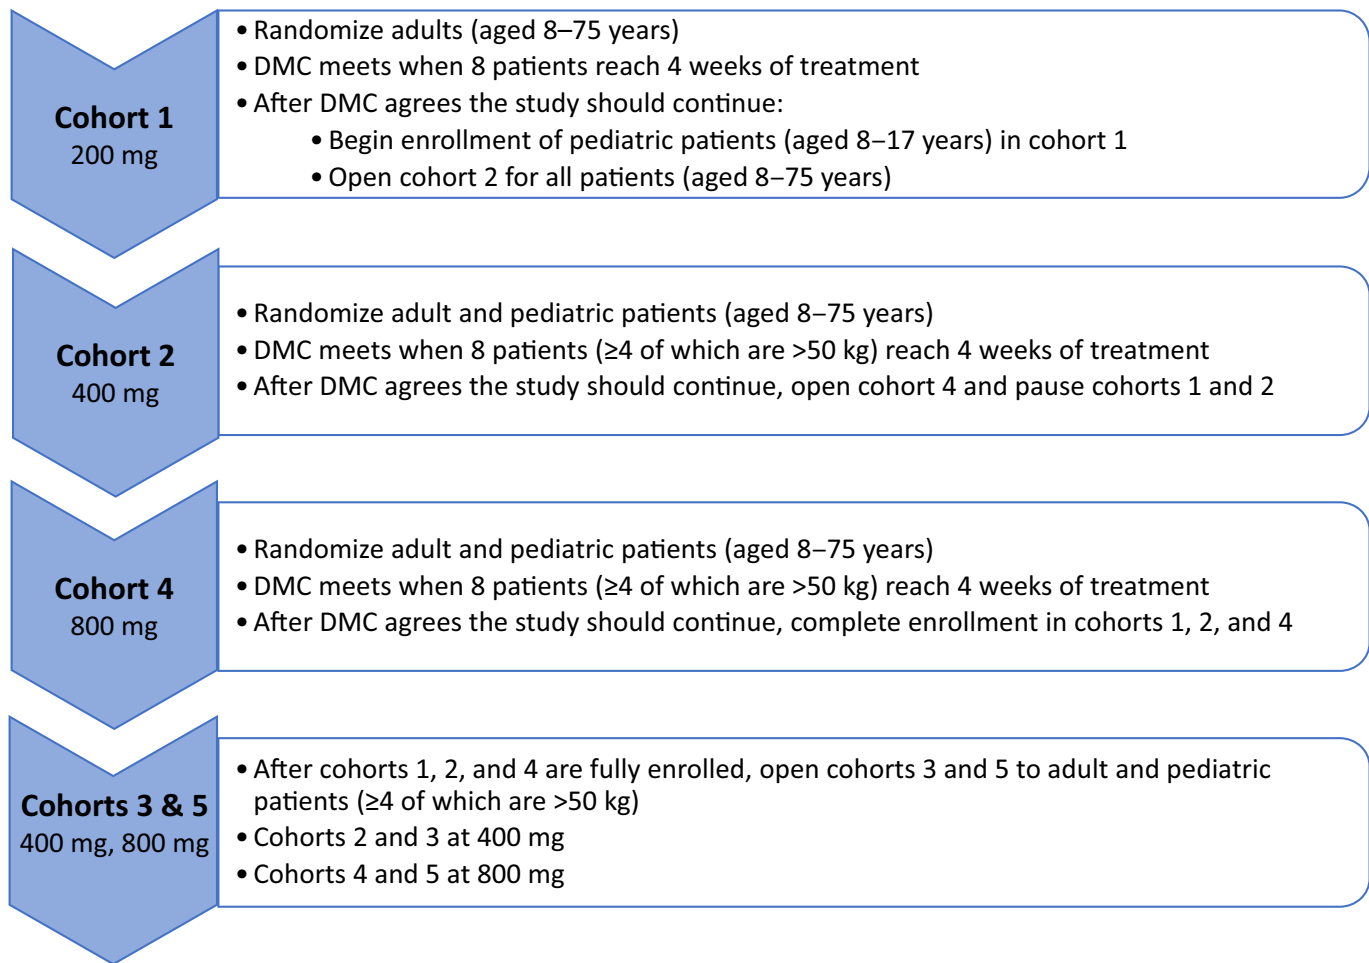 Cohort 1
200 mg
• Randomize adults (aged 8–75 years)
• DMC meets when 8 patients reach 4 weeks of treatment
• After DMC agrees the study should continue:
• Begin enrollment of pediatric patients (aged 8–17 years) in cohort 1
• Open cohort 2 for all patients (aged 8–75 years)
Cohort 2
400 mg
• Randomize adult and pediatric patients (aged 8–75 years)
• DMC meets when 8 patients (≥4 of which are >50 kg) reach 4 weeks of treatment
• After DMC agrees the study should continue, open cohort 4 and pause cohorts 1 and 2
Cohort 4
800 mg
• Randomize adult and pediatric patients (aged 8–75 years)
• DMC meets when 8 patients (≥4 of which are >50 kg) reach 4 weeks of treatment
• After DMC agrees the study should continue, complete enrollment in cohorts 1, 2, and 4
Cohorts 3 & 5
400 mg, 800 mg
• After cohorts 1, 2, and 4 are fully enrolled, open cohorts 3 and 5 to adult and pediatric
patients (≥4 of which are >50 kg)
• Cohorts 2 and 3 at 400 mg
• Cohorts 4 and 5 at 800 mg